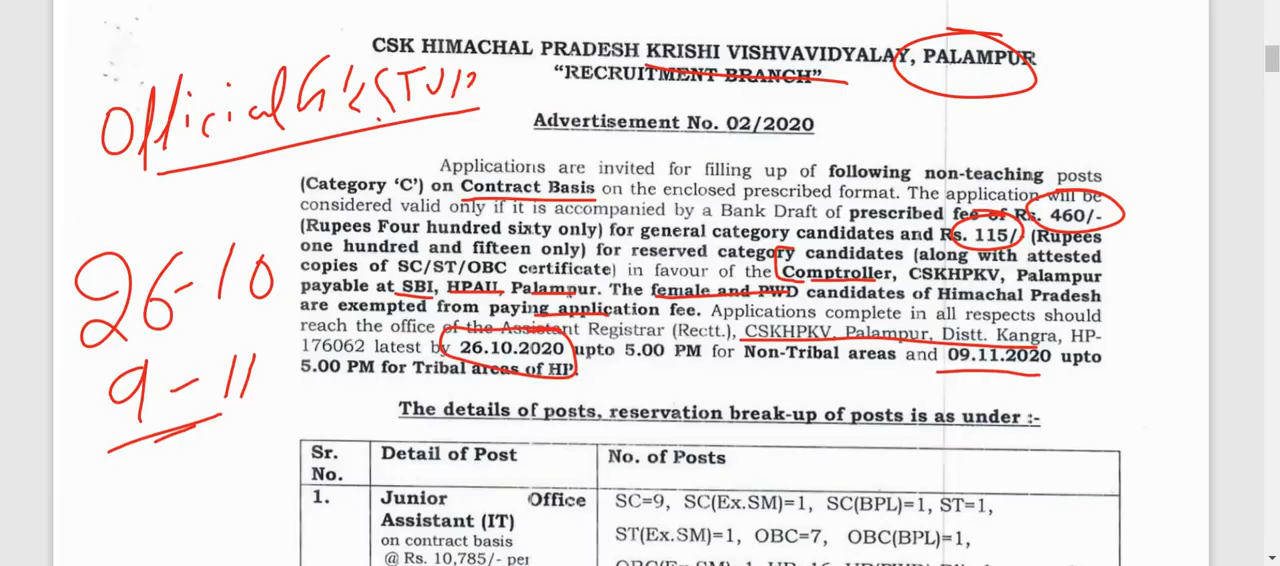 CSK HIMACHAL PRADESH KRISHI VISHVAVIDYALAY, PALAMPUR
"RECRUITMENT BRANCH"
Official
Advertisement No. 02/2020
Applications are invited for filling up of following non-teaching posts
(Category 'C') on Contract Basis on the enclosed prescribed format. The application will be
considered valid only if it is accompanied by a Bank Draft of prescribed fee of Rs. 460/-
(Rupees Four hundred sixty only) for general category candidates and Rs. 115/ (Rupees
one hundred and fifteen only) for reserved category candidates (along with attested
copies of SC/ST/OBC certificate) in favour of the Comptroller, CSKHPKV, Palampur
payable at SBI, HPAU, Palampur. The female and PWD candidates of Himachal Pradesh
are exempted from paying application fee. Applications complete in all respects should
reach the office of the Assistant Registrar (Rectt.), CSKHPKV, Palampur, Distt. Kangra, HP-
176062 latest by 26.10.2020 upto 5.00 PM for Non-Tribal areas and 09.11.2020 upto
5.00 PM for Tribal areas of HP.
26-10
9-11
The details of posts, reservation break-up of posts is as under :-
Sr. No. Detail of Post No. of Posts
1. Junior Office Assistant (IT) on contract basis @ Rs. 10,785/- per
SC=9, SC(Ex.SM)=1, SC(BPL)=1, ST=1,
ST(Ex.SM)=1, OBC=7, OBC(BPL)=1,